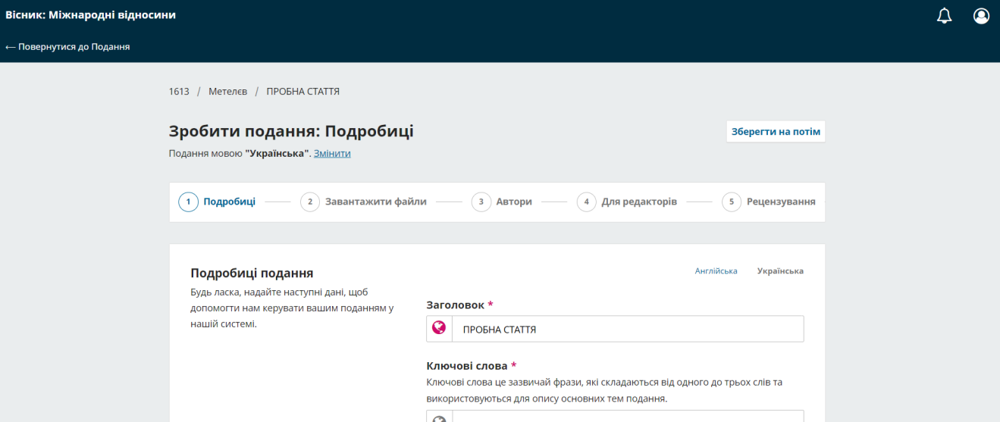 Вісник: Міжнародні відносини
← Повернутися до Подання
1613 / Метелєв / ПРОБНА СТАТТЯ
Зробити подання: Подробиці
Зберегти на потім
Подання мовою "Українська". Змінити
1 Подробиці 2 Завантажити файли 3 Автори 4 Для редакторів 5 Рецензування
Подробиці подання
Будь ласка, надайте наступні дані, щоб
допомогти нам керувати вашим поданням у
нашій системі.
Англійська Українська
Заголовок *
ПРОБНА СТАТТЯ
Ключові слова *
Ключові слова це зазвичай фрази, які складаються від одного до трьох слів та
використовуються для опису основних тем подання.